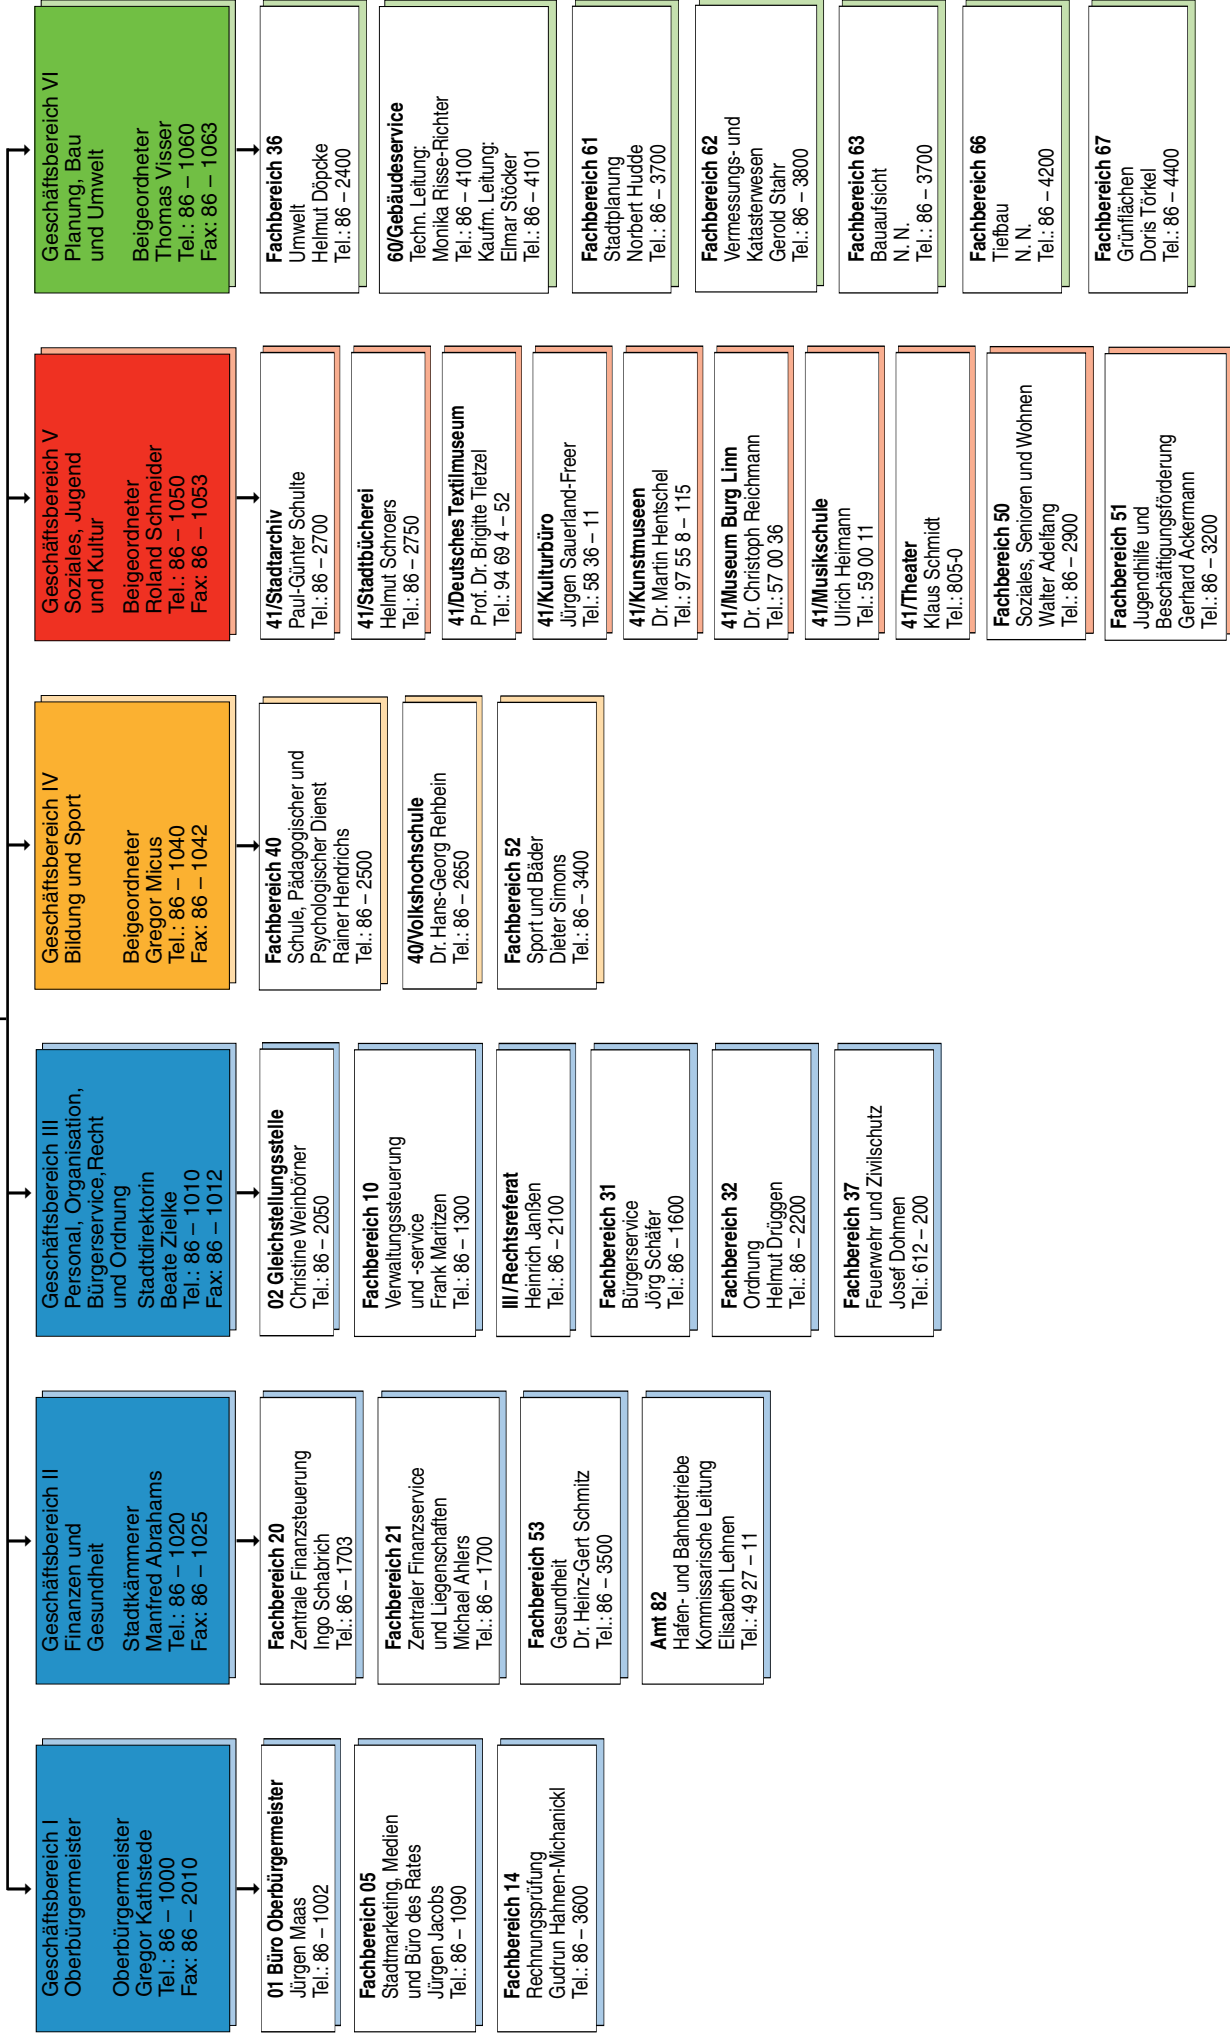 Geschäftsbereich I
Oberbürgermeister
Oberbürgermeister
Gregor Kathstede
Tel.: 86 – 1000
Fax: 86 – 2010
01 Büro Oberbürgermeister
Jürgen Maas
Tel.: 86 – 1002
Fachbereich 05
Stadtmarketing, Medien
und Büro des Rates
Jürgen Jacobs
Tel.: 86 – 1090
Fachbereich 14
Rechnungsprüfung
Gudrun Hahnen-Michanickl
Tel.: 86 – 3600
Geschäftsbereich II
Finanzen und
Gesundheit
Stadtkämmerer
Manfred Abrahams
Tel.: 86 – 1020
Fax: 86 – 1025
Fachbereich 20
Zentrale Finanzsteuerung
Ingo Schabrich
Tel.: 86 – 1703
Fachbereich 21
Zentraler Finanzservice
und Liegenschaften
Michael Ahlers
Tel.: 86 – 1700
Fachbereich 53
Gesundheit
Dr. Heinz-Gert Schmitz
Tel.: 86 – 3500
Amt 82
Hafen- und Bahnbetriebe
Kommissarische Leitung
Elisabeth Lehnen
Tel.: 49 27 – 11
Geschäftsbereich III
Personal, Organisation,
Bürgerservice,Recht
und Ordnung
Stadtdirektorin
Beate Zielke
Tel.: 86 – 1010
Fax: 86 – 1012
02 Gleichstellungsstelle
Christine Weinbörner
Tel.: 86 – 2050
Fachbereich 10
Verwaltungssteuerung
und -service
Frank Maritzen
Tel.: 86 – 1300
III/Rechtsreferat
Heinrich Janßen
Tel.: 86 – 2100
Fachbereich 31
Bürgerservice
Jörg Schäfer
Tel.: 86 – 1600
Fachbereich 32
Ordnung
Helmut Drüggen
Tel.: 86 – 2200
Fachbereich 37
Feuerwehr und Zivilschutz
Josef Dohmen
Tel.: 612 – 200
Geschäftsbereich IV
Bildung und Sport
Beigeordneter
Gregor Micus
Tel.: 86 – 1040
Fax: 86 – 1042
Fachbereich 40
Schule, Pädagogischer und
Psychologischer Dienst
Rainer Hendrichs
Tel.: 86 – 2500
40/Volkshochschule
Dr. Hans-Georg Rehbein
Tel.: 86 – 2650
Fachbereich 52
Sport und Bäder
Dieter Simons
Tel.: 86 – 3400
Geschäftsbereich V
Soziales, Jugend
und Kultur
Beigeordneter
Roland Schneider
Tel.: 86 – 1050
Fax: 86 – 1053
41/Stadtarchiv
Paul-Günter Schulte
Tel.: 86 – 2700
41/Stadtbücherei
Helmut Schroers
Tel.: 86 – 2750
41/Deutsches Textilmuseum
Prof. Dr. Brigitte Tietzel
Tel.: 94 69 4 – 52
41/Kulturbüro
Jürgen Sauerland-Freer
Tel.: 58 36 – 11
41/Kunstmuseen
Dr. Martin Hentschel
Tel.: 97 55 8 – 115
41/Museum Burg Linn
Dr. Christoph Reichmann
Tel.: 57 00 36
41/Musikschule
Ulrich Heimann
Tel.: 59 00 11
41/Theater
Klaus Schmidt
Tel.: 805-0
Fachbereich 50
Soziales, Senioren und Wohnen
Walter Adelfang
Tel.: 86 – 2900
Fachbereich 51
Jugendhilfe und
Beschäftigungsförderung
Gerhard Ackermann
Tel.: 86 – 3200
Geschäftsbereich VI
Planung, Bau
und Umwelt
Beigeordneter
Thomas Visser
Tel.: 86 – 1060
Fax: 86 – 1063
Fachbereich 36
Umwelt
Helmut Döpcke
Tel.: 86 – 2400
60/Gebäudeservice
Techn. Leitung:
Monika Risse-Richter
Tel.: 86 – 4100
Kaufm. Leitung:
Elmar Stöcker
Tel.: 86 – 4101
Fachbereich 61
Stadtplanung
Norbert Hudde
Tel.: 86 – 3700
Fachbereich 62
Vermessungs- und
Katasterwesen
Gerold Stahr
Tel.: 86 – 3800
Fachbereich 63
Bauaufsicht
N. N.
Tel.: 86 – 3700
Fachbereich 66
Tiefbau
N. N.
Tel.: 86 – 4200
Fachbereich 67
Grünflächen
Doris Törkel
Tel.: 86 – 4400